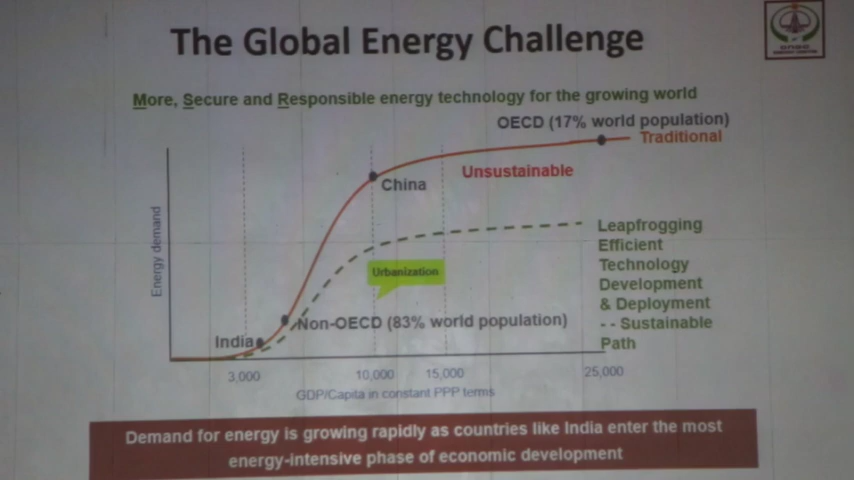 The Global Energy Challenge
More, Secure and Responsible energy technology for the growing world
OECD (17% world population)
Traditional
China
Unsustainable
Energy demand
Leapfrogging
Efficient
Technology
Development
& Deployment
-- Sustainable
Path
Urbanization
Non-OECD (83% world population)
India
3,000
10,000
15,000
25,000
GDP/Capita in constant PPP terms
Demand for energy is growing rapidly as countries like India enter the most
energy-intensive phase of economic development